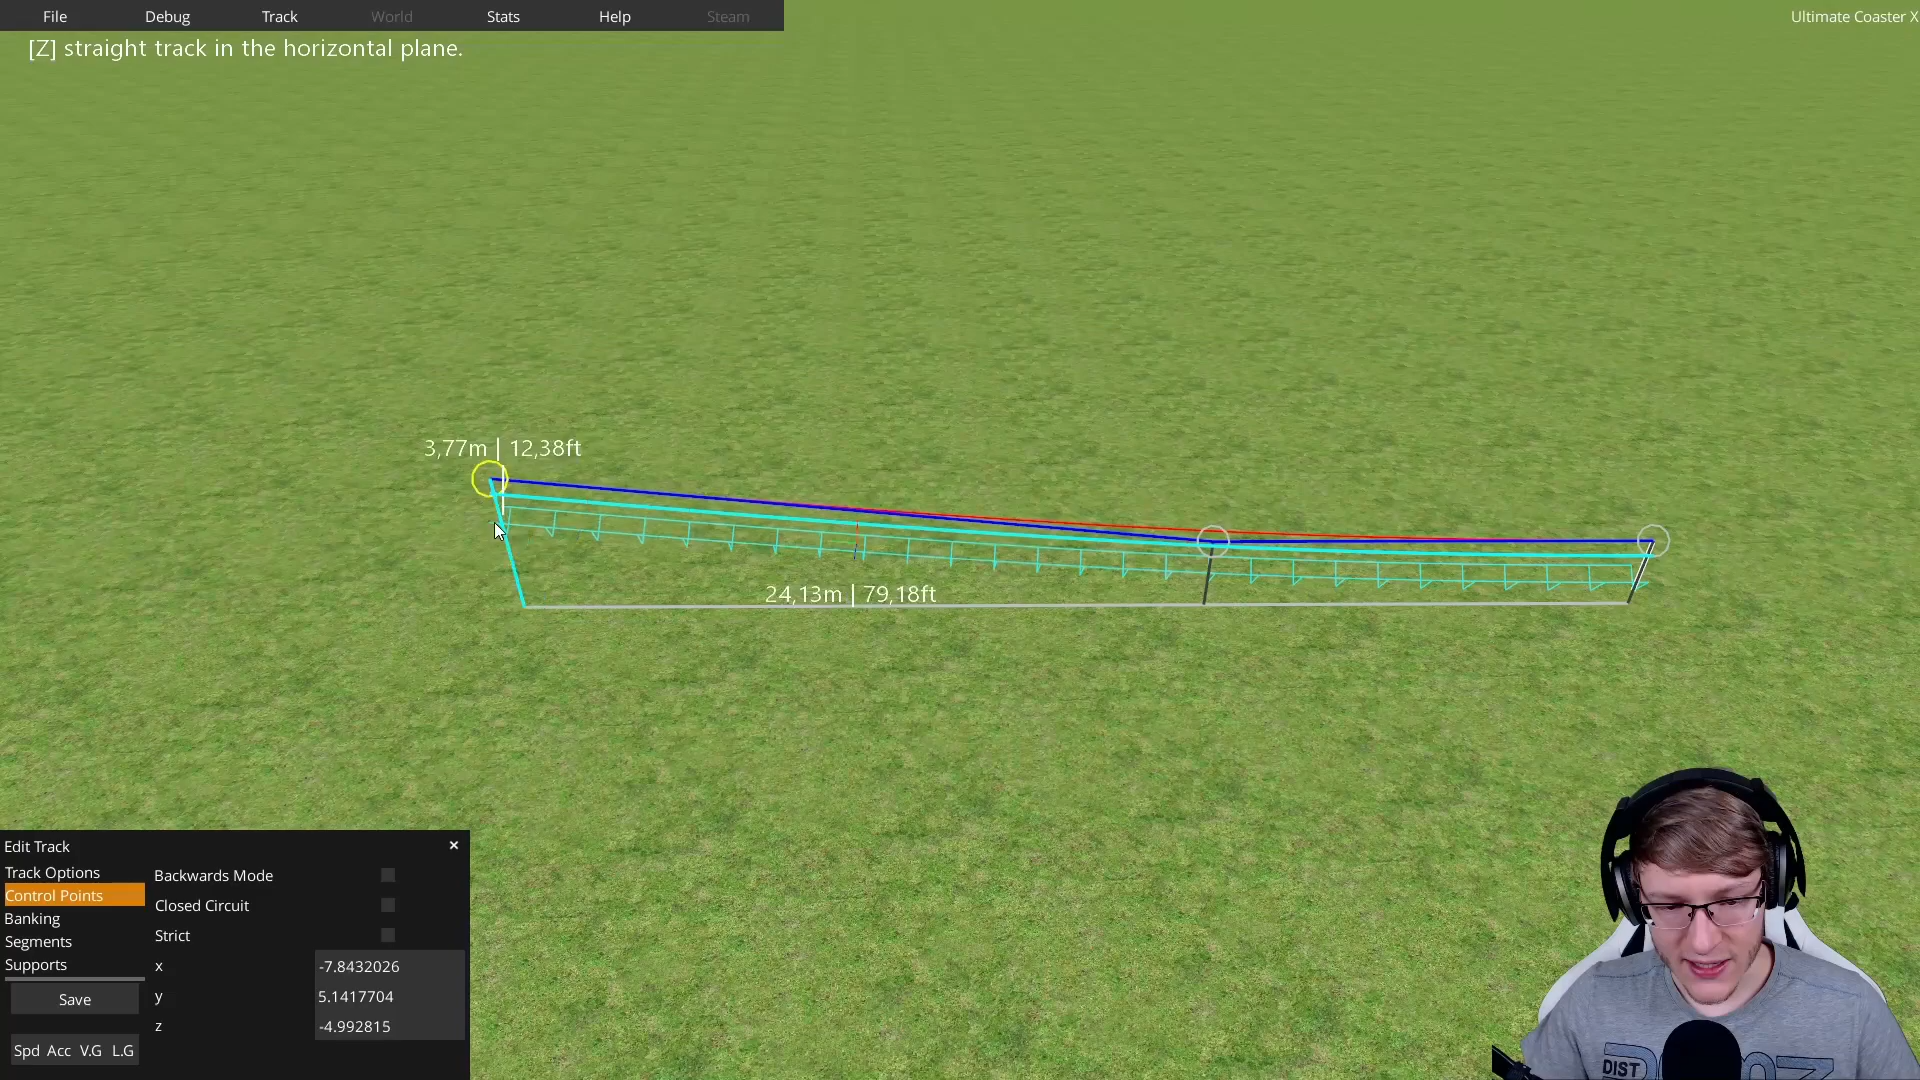 File Debug Track World Stats Help Steam
Ultimate Coaster X
[Z] straight track in the horizontal plane.
3,77m | 12,38ft
24,13m | 79,18ft
Edit Track ×
Track Options
Control Points
Banking
Segments
Supports
Save
Spd Acc V.G L.G
Backwards Mode
Closed Circuit
Strict
x -7.8432026
y 5.1417704
z -4.992815
DIST